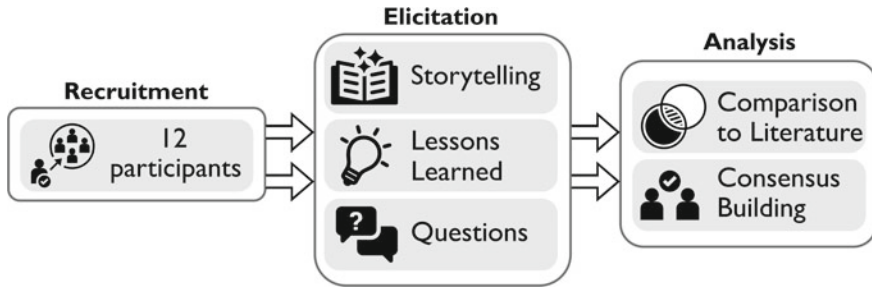 Recruitment
12
participants
Elicitation
Storytelling
Lessons
Learned
?
Questions
Analysis
Comparison
to Literature
Consensus
Building